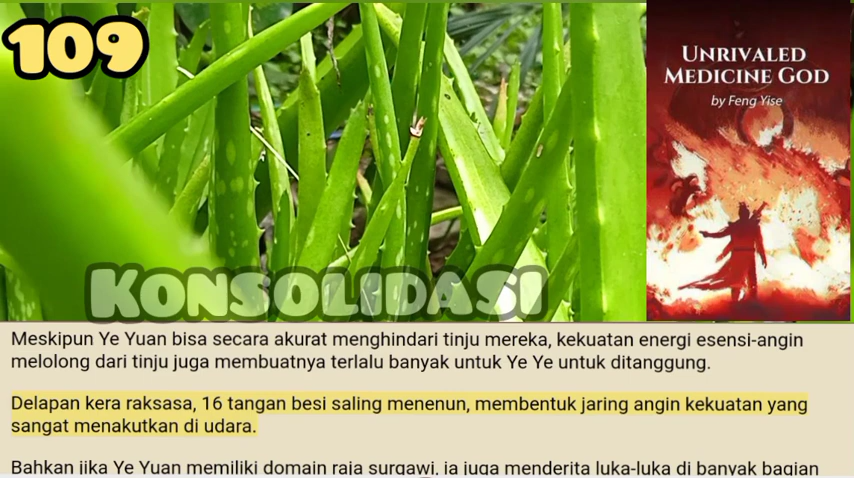 109
UNRIVALED
MEDICINE GOD
by Feng Yise
KONSOLIDASI
Meskipun Ye Yuan bisa secara akurat menghindari tinju mereka, kekuatan energi esensi-angin
melolong dari tinju juga membuatnya terlalu banyak untuk Ye Ye untuk ditanggung.
Delapan kera raksasa, 16 tangan besi saling menenun, membentuk jaring angin kekuatan yang
sangat menakutkan di udara.
Bahkan jika Ye Yuan memiliki domain raja surgawi, ia juga menderita luka-luka di banyak bagian